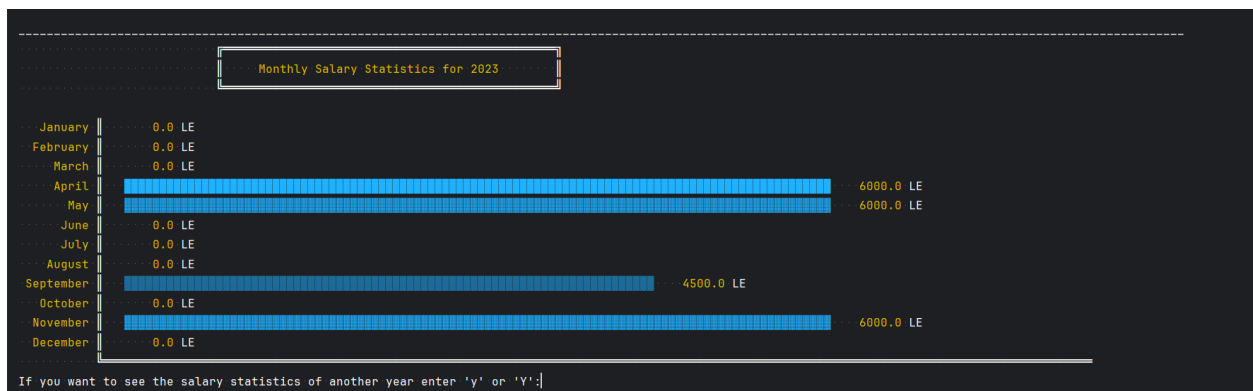 Monthly Salary Statistics for 2023
January 0.0 LE
February 0.0 LE
March 0.0 LE
April 6000.0 LE
May 6000.0 LE
June 0.0 LE
July 0.0 LE
August 0.0 LE
September 4500.0 LE
October 0.0 LE
November 6000.0 LE
December 0.0 LE
If you want to see the salary statistics of another year enter 'y' or 'Y':